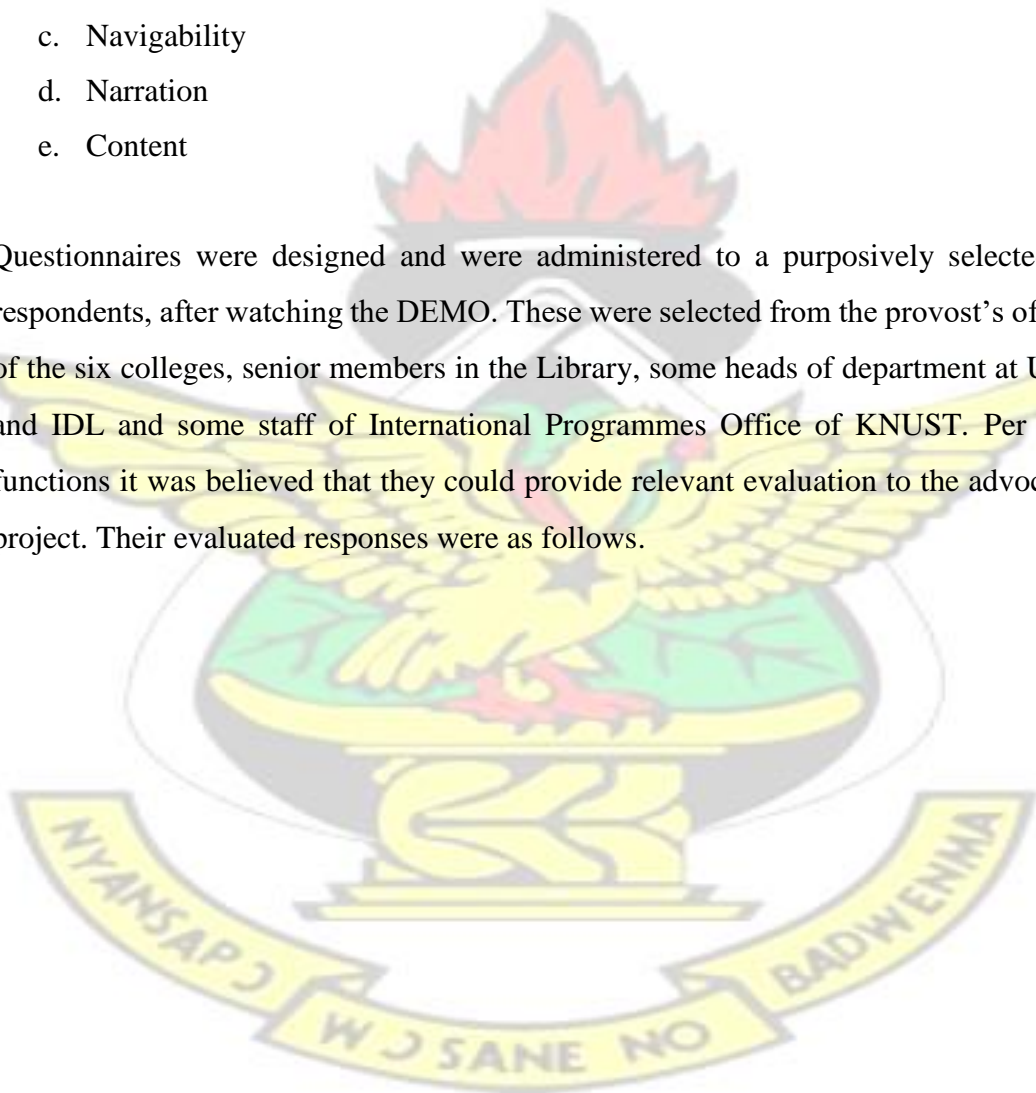 c. Navigability
d. Narration
e. Content
Questionnaires were designed and were administered to a purposively selecte
respondents, after watching the DEMO. These were selected from the provost’s of
of the six colleges, senior members in the Library, some heads of department at U
and IDL and some staff of International Programmes Office of KNUST. Per
functions it was believed that they could provide relevant evaluation to the advoc
project. Their evaluated responses were as follows.
NYANSAPƆ WƆ SANE NO BADWENMA